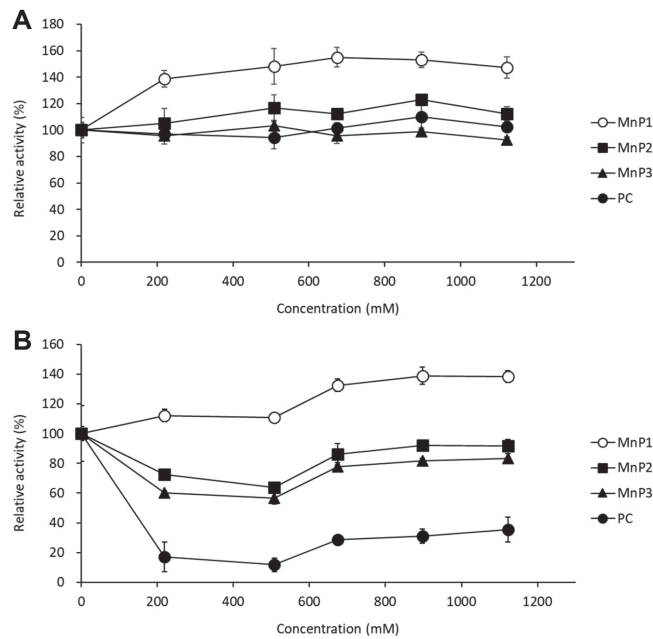 A
180
160
140
120
100
80
60
40
20
0
Relative activity (%)
0 200 400 600 800 1000 1200
Concentration (mM)
MnP1
MnP2
MnP3
PC
B
160
140
120
100
80
60
40
20
0
Relative activity (%)
0 200 400 600 800 1000 1200
Concentration (mM)
MnP1
MnP2
MnP3
PC